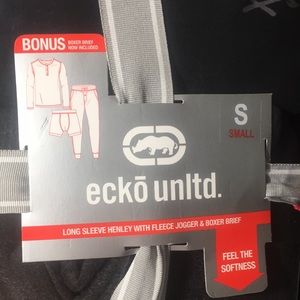 BONUS BOXER BRIEF
NOW INCLUDED
S
SMALL
eckō unltd.
LONG SLEEVE HENLEY WITH FLEECE JOGGER & BOXER BRIEF
FEEL THE
SOFTNESS